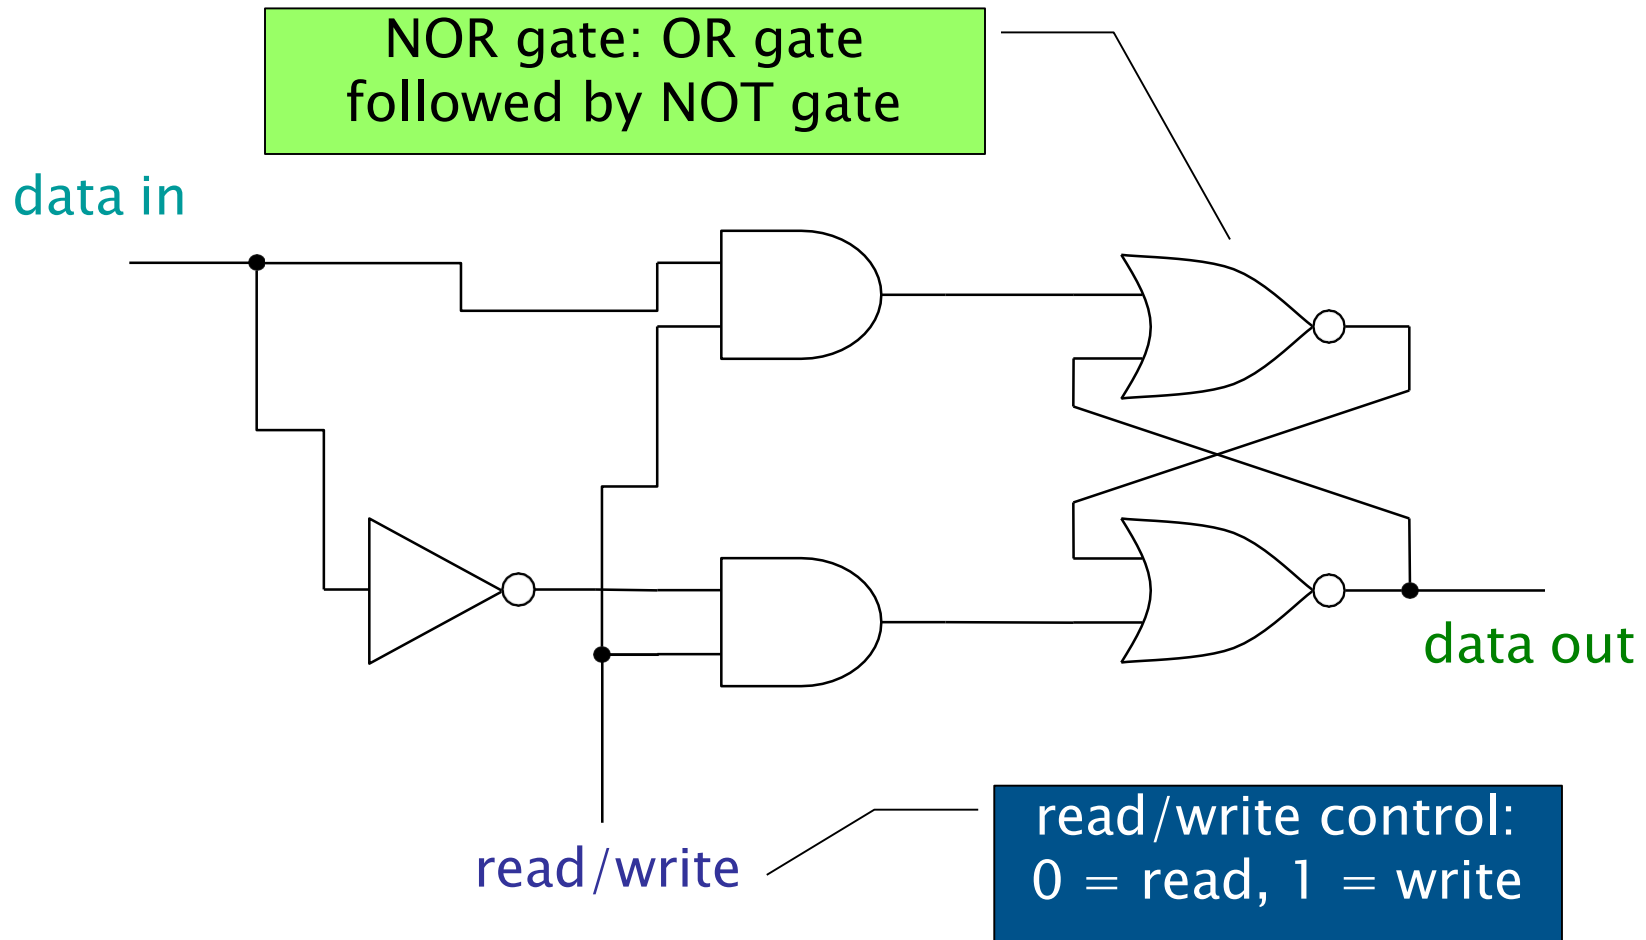 NOR gate: OR gate
followed by NOT gate
data in
data out
read/write
read/write control:
0 = read, 1 = write